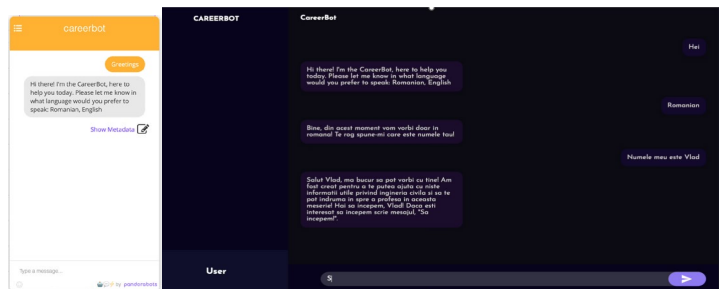 careerbot
Greetings
Hi there! I'm the CareerBot, here to
help you today. Please let me know in
what language would you prefer to
speak: Romanian, English
Show Metadata
Type a message...
by pandorabots
CAREERBOT
User
CareerBot
Hei
Hi there! I'm the CareerBot, here to help you
today. Please let me know in what language
would you prefer to speak: Romanian, English
Romanian
Bine, din acest moment vom vorbi doar in
romana! Te rog spune-mi care este numele tau!
Numele meu este Vlad
Salut Vlad, ma bucur sa pot vorbi cu tine! Am
fost creat pentru a te putea ajuta cu niste
informatii utile privind ingineria civila si sa te
pot indruma in spre a profesa in aceasta
meserie! Hai sa incepem, Vlad! Daca esti
interesat sa incepem scrie mesajul, "Sa
incepem!".
S